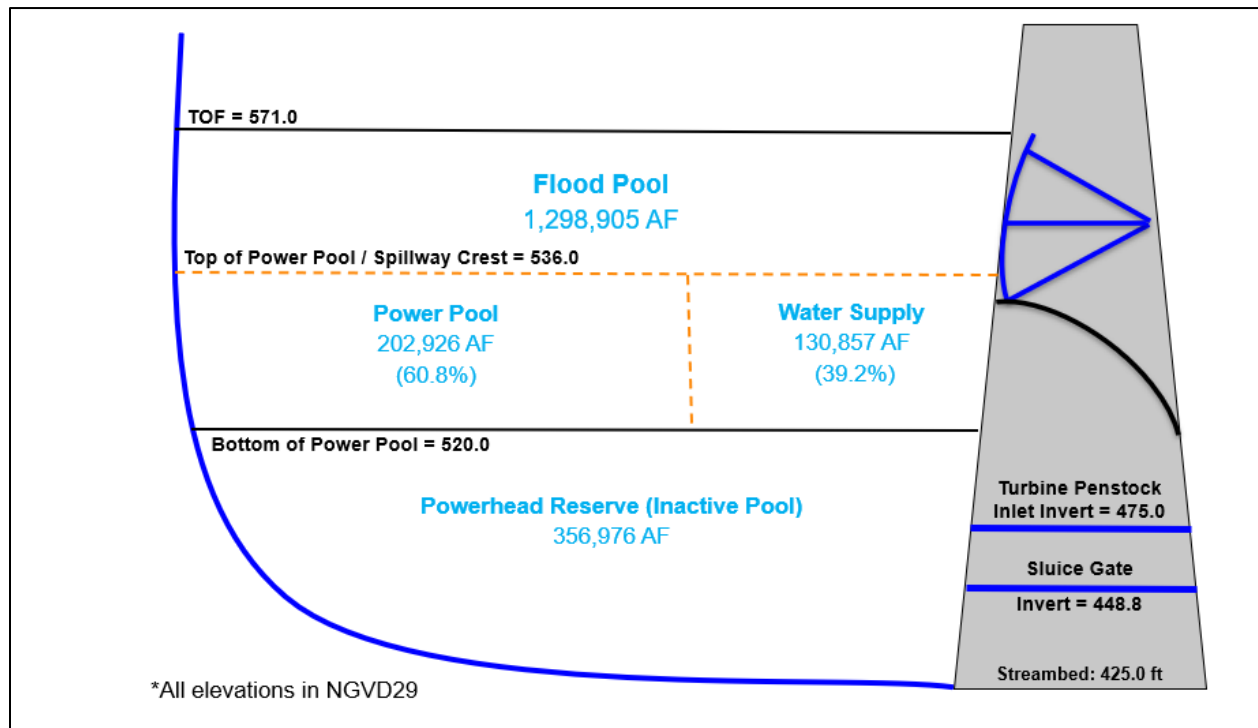 TOF = 571.0
Flood Pool
1,298,905 AF
Top of Power Pool / Spillway Crest = 536.0
Power Pool
202,926 AF
(60.8%)
Water Supply
130,857 AF
(39.2%)
Bottom of Power Pool = 520.0
Powerhead Reserve (Inactive Pool)
356,976 AF
Turbine Penstock
Inlet Invert = 475.0
Sluice Gate
Invert = 448.8
Streambed: 425.0 ft
*All elevations in NGVD29